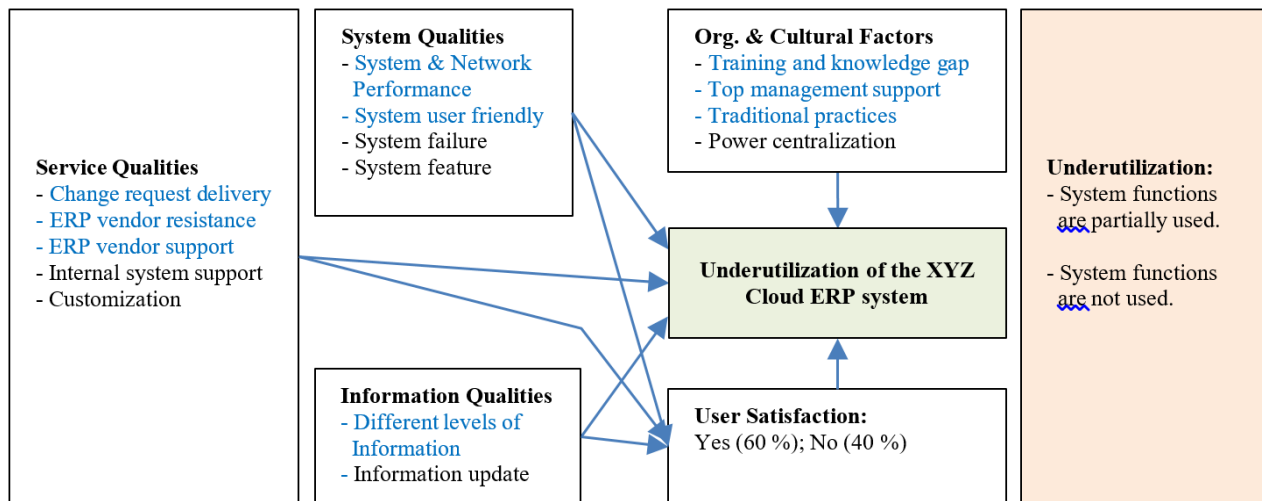 Service Qualities
- Change request delivery
- ERP vendor resistance
- ERP vendor support
- Internal system support
- Customization
System Qualities
- System & Network
Performance
- System user friendly
- System failure
- System feature
Information Qualities
- Different levels of
Information
- Information update
Org. & Cultural Factors
- Training and knowledge gap
- Top management support
- Traditional practices
- Power centralization
Underutilization of the XYZ
Cloud ERP system
User Satisfaction:
Yes (60 %); No (40 %)
Underutilization:
- System functions
are partially used.
- System functions
are not used.